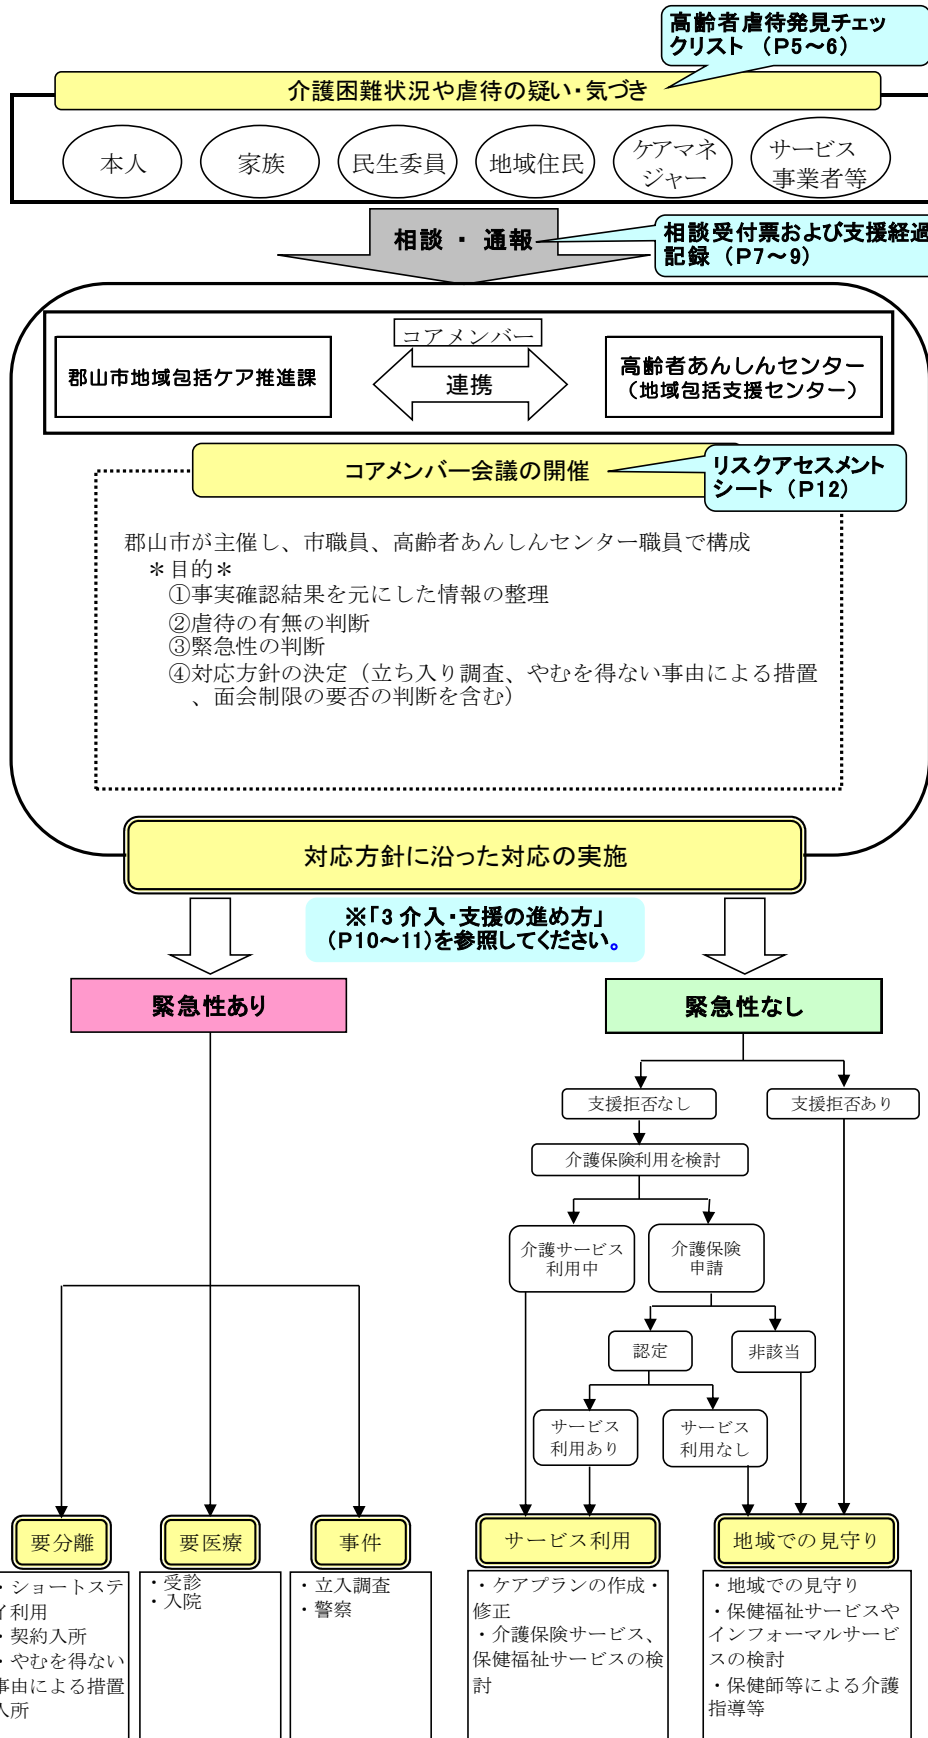 高齢者虐待発見チェッ
クリスト （P5～6）
介護困難状況や虐待の疑い・気づき
本人
家族
民生委員
地域住民
ケアマネ
ジャー
サービス
事業者等
相談 ・ 通報
相談受付票および支援経過
記録（P7～9）
コアメンバー
郡山市地域包括ケア推進課
連携
高齢者あんしんセンター
（地域包括支援センター）
コアメンバー会議の開催
リスクアセスメント
シート（P12）
郡山市が主催し、市職員、高齢者あんしんセンター職員で構成
＊目的＊
①事実確認結果を元にした情報の整理
②虐待の有無の判断
③緊急性の判断
④対応方針の決定（立ち入り調査、やむを得ない事由による措置
、面会制限の要否の判断を含む）
対応方針に沿った対応の実施
※「3 介入・支援の進め方」
（P10～11）を参照してください。
緊急性あり
緊急性なし
支援拒否なし
支援拒否あり
介護保険利用を検討
介護サービス
利用中
介護保険
申請
認定
非該当
サービス
利用あり
サービス
利用なし
要分離
要医療
事件
サービス利用
地域での見守り
・ショートステ
イ利用
・契約入所
・やむを得ない
事由による措置
入所
・受診
・入院
・立入調査
・警察
・ケアプランの作成・
修正
・介護保険サービス、
保健福祉サービスの検
討
・地域での見守り
・保健福祉サービスや
インフォーマルサービ
スの検討
・保健師等による介護
指導等